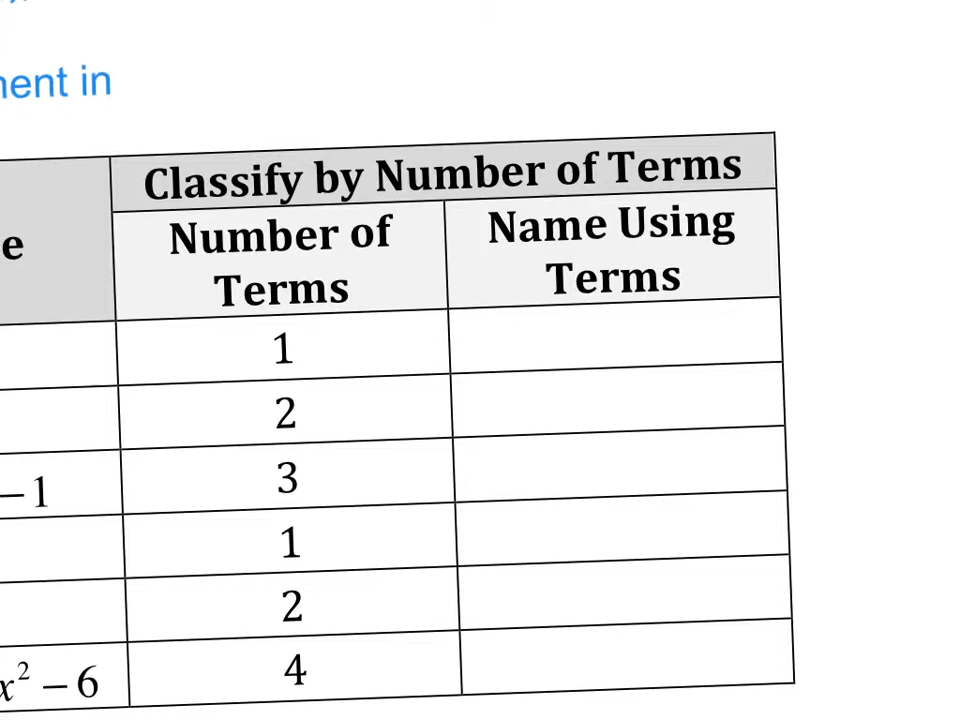 ment in
Classify by Number of Terms
e
Number of
Terms
Name Using
Terms
1
2
– 1
3
1
2
x² – 6
4